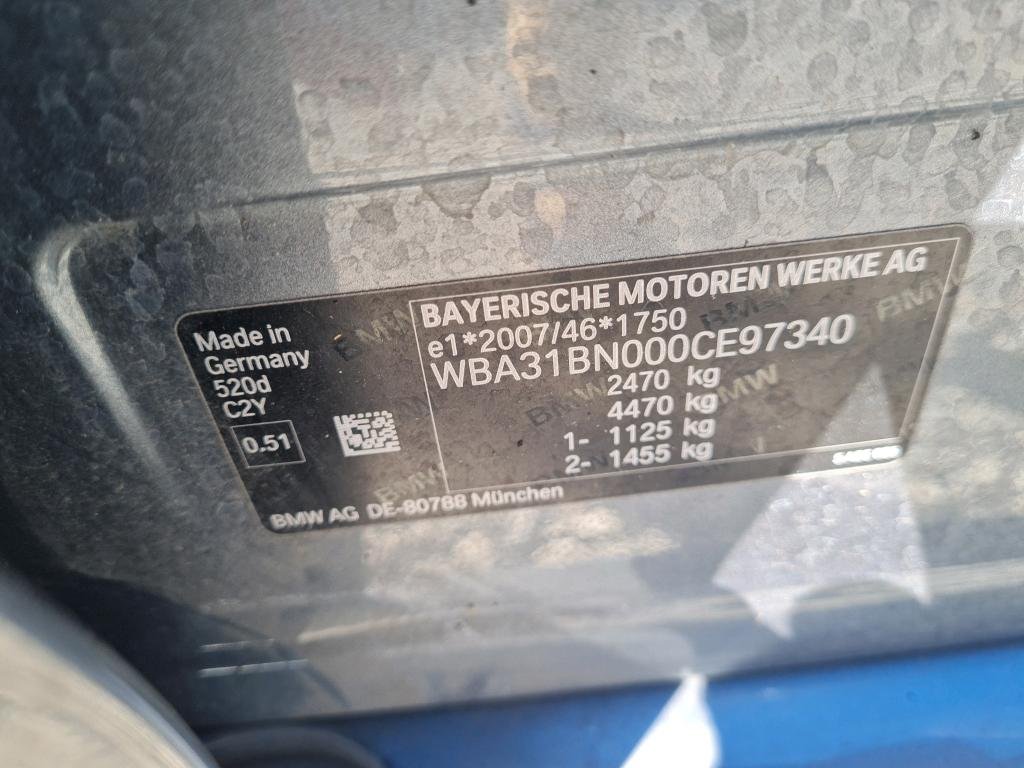 BAYERISCHE MOTOREN WERKE AG
e1*2007/46*1750
WBA31BN000CE97340
2470 kg
4470 kg
1- 1125 kg
2- 1455 kg
Made in
Germany
520d
C2Y
0.51
BMW AG DE-80788 München